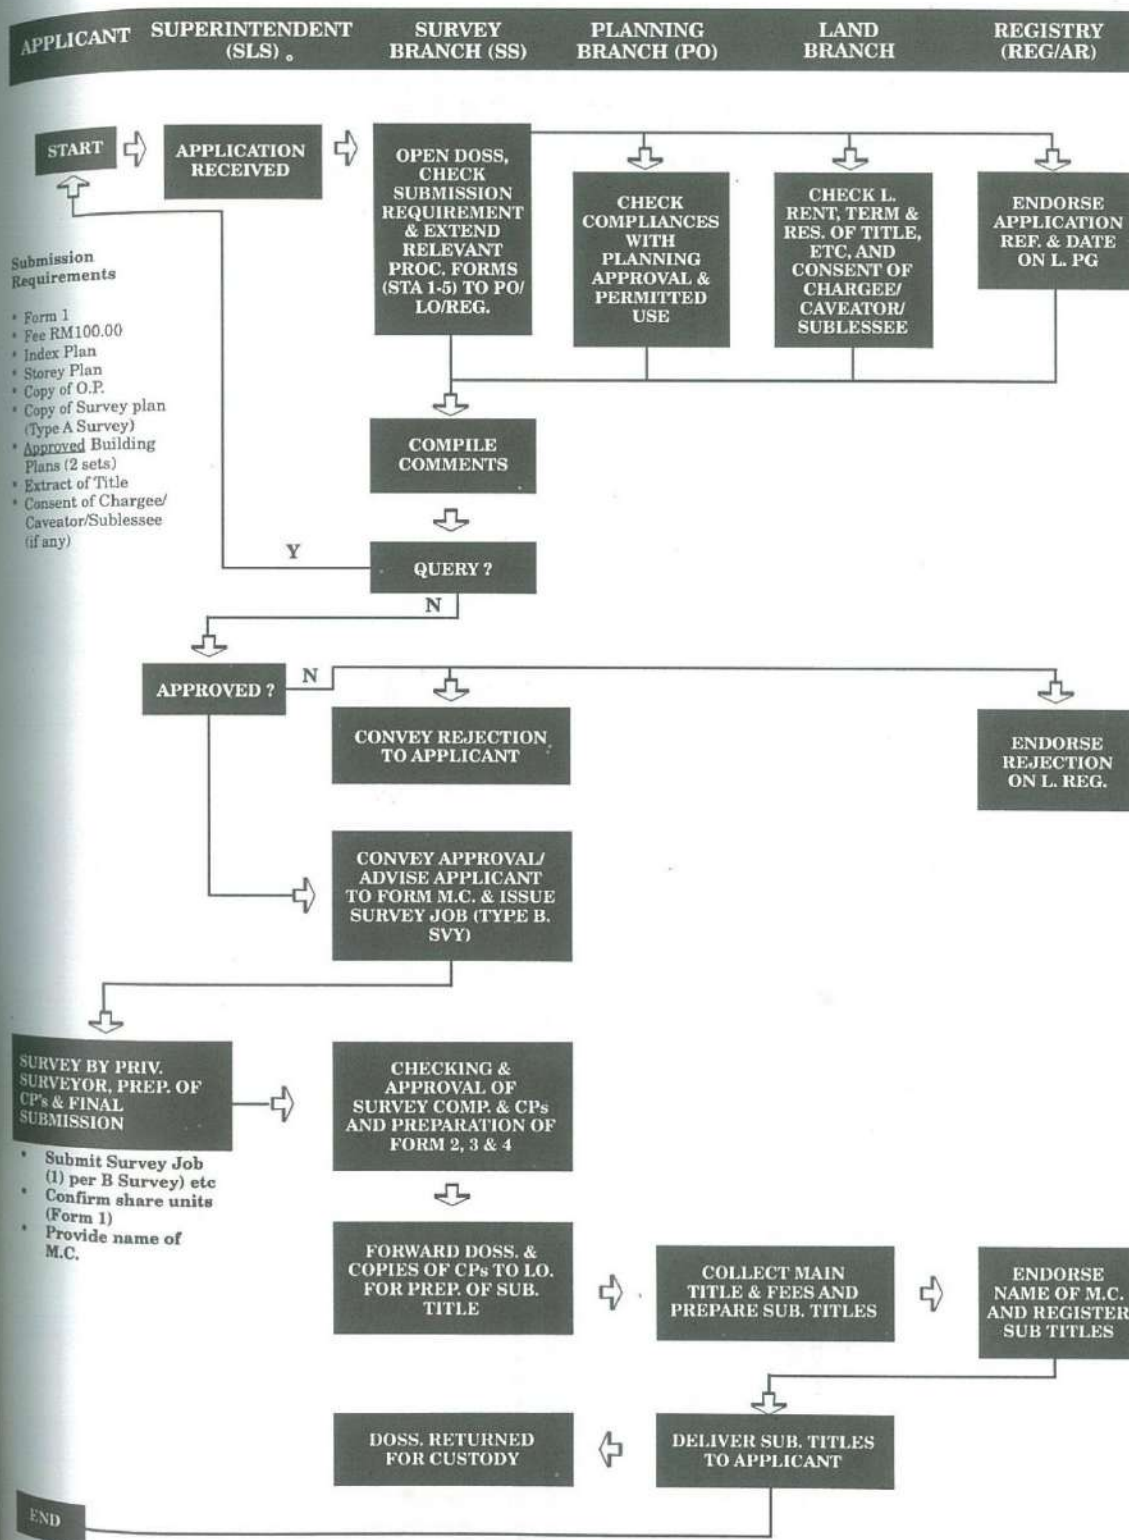 APPLICANT
SUPERINTENDENT
(SLS)
SURVEY
BRANCH (SS)
PLANNING
BRANCH (PO)
LAND
BRANCH
REGISTRY
(REG/AR)
START
APPLICATION
RECEIVED
OPEN DOSS,
CHECK
SUBMISSION
REQUIREMENT
& EXTEND
RELEVANT
PROC. FORMS
(STA 1-5) TO PO/
LO/REG.
CHECK
COMPLIANCES
WITH
PLANNING
APPROVAL &
PERMITTED
USE
CHECK L.
RENT, TERM &
RES. OF TITLE,
ETC, AND
CONSENT OF
CHARGEE/
CAVEATOR/
SUBLESSEE
ENDORSE
APPLICATION
REF. & DATE
ON L. PG
Submission
Requirements
* Form 1
* Fee RM100.00
* Index Plan
* Storey Plan
* Copy of O.P.
* Copy of Survey plan
(Type A Survey)
* Approved Building
Plans (2 sets)
* Extract of Title
* Consent of Chargee/
Caveator/Sublessee
(if any)
COMPILE
COMMENTS
Y
QUERY ?
N
APPROVED ?
N
CONVEY REJECTION
TO APPLICANT
ENDORSE
REJECTION
ON L. REG.
CONVEY APPROVAL/
ADVISE APPLICANT
TO FORM M.C. & ISSUE
SURVEY JOB (TYPE B.
SVY)
SURVEY BY PRIV.
SURVEYOR, PREP. OF
CP's & FINAL
SUBMISSION
* Submit Survey Job
(1) per B Survey) etc
* Confirm share units
(Form 1)
* Provide name of
M.C.
CHECKING &
APPROVAL OF
SURVEY COMP. & CPs
AND PREPARATION OF
FORM 2, 3 & 4
FORWARD DOSS. &
COPIES OF CPs TO LO.
FOR PREP. OF SUB.
TITLE
COLLECT MAIN
TITLE & FEES AND
PREPARE SUB. TITLES
ENDORSE
NAME OF M.C.
AND REGISTER
SUB TITLES
DOSS. RETURNED
FOR CUSTODY
DELIVER SUB. TITLES
TO APPLICANT
END